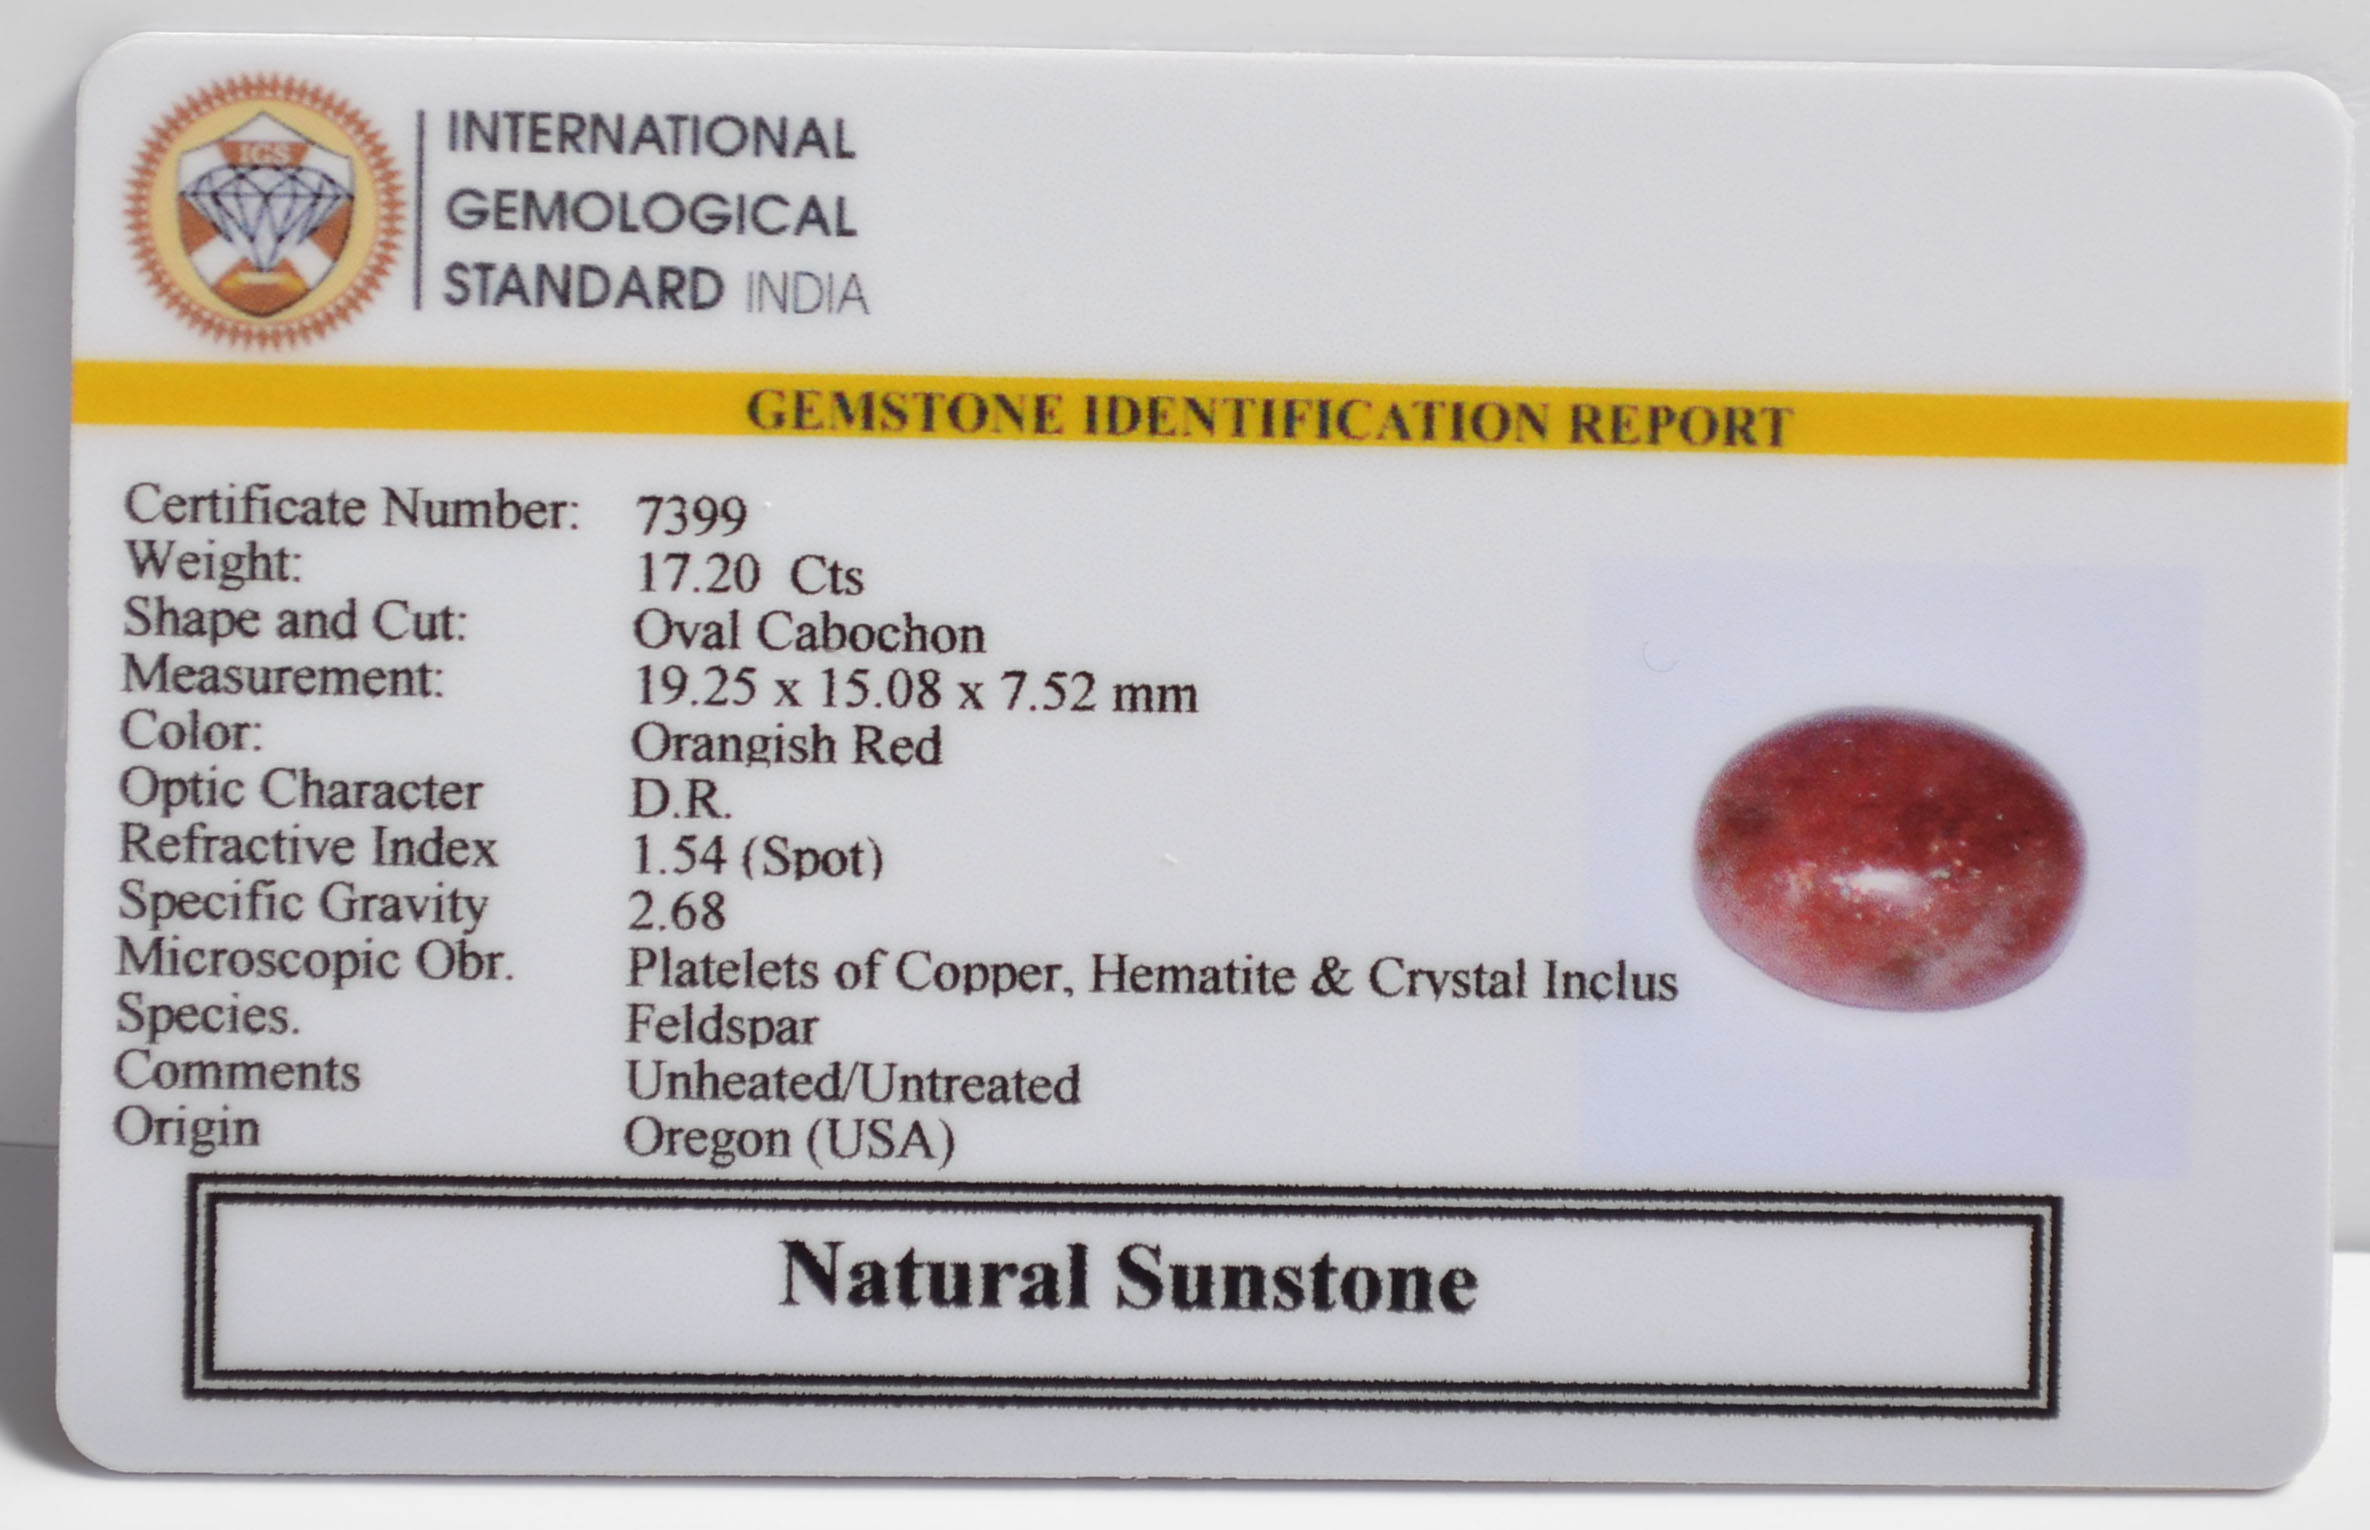 IGS
INTERNATIONAL
GEMOLOGICAL
STANDARD INDIA
GEMSTONE IDENTIFICATION REPORT
Certificate Number: 7399
Weight: 17.20 Cts
Shape and Cut: Oval Cabochon
Measurement: 19.25 x 15.08 x 7.52 mm
Color: Orangish Red
Optic Character D.R.
Refractive Index 1.54 (Spot)
Specific Gravity 2.68
Microscopic Obr. Platelets of Copper, Hematite & Crystal Inclus
Species. Feldspar
Comments Unheated/Untreated
Origin Oregon (USA)
Natural Sunstone